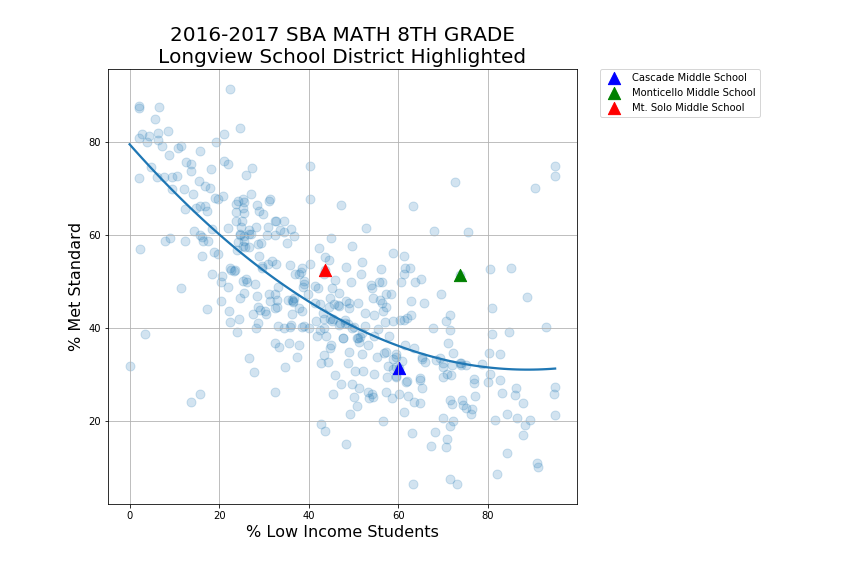 2016-2017 SBA MATH 8TH GRADE
Longview School District Highlighted
Cascade Middle School
Monticello Middle School
Mt. Solo Middle School
% Met Standard
80
60
40
20
0 20 40 60 80
% Low Income Students